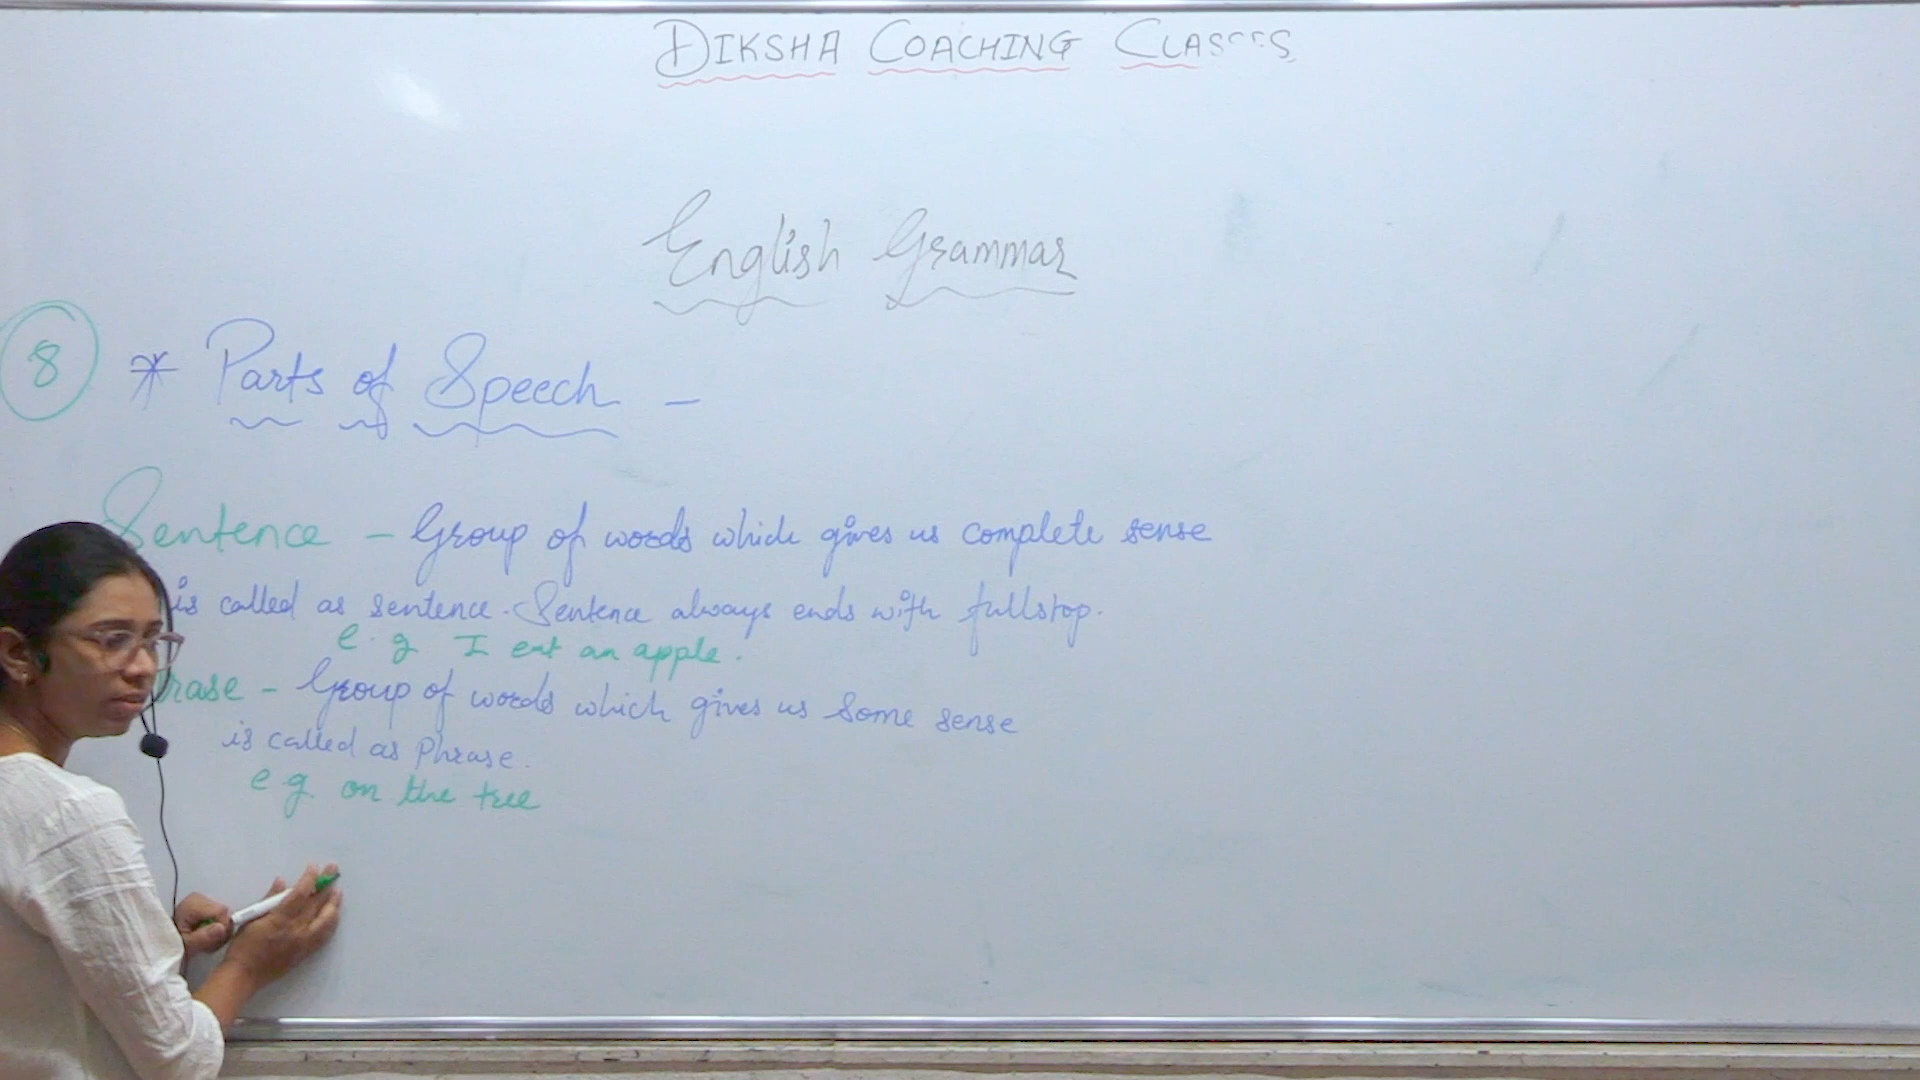 DIKSHA COACHING CLASSES
English Grammar
8 * Parts of Speech -
Sentence - Group of words which gives us complete sense
is called as sentence. Sentence always ends with fullstop.
e.g I eat an apple.
rase - Group of words which gives us some sense
is called as Phrase.
e.g. on the tree